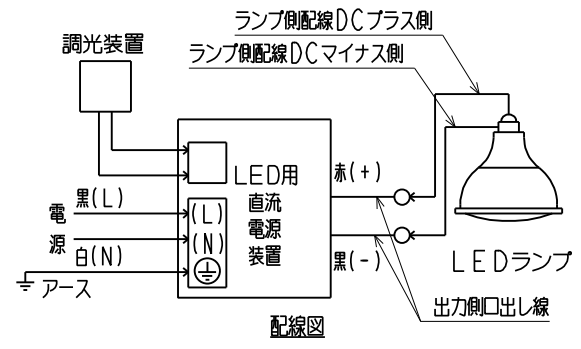 ランプ側配線DCプラス側
ランプ側配線DCマイナス側
調光装置
LED用
直流
電源
装置
電
源
黒(L)
白(N)
(L)
(N)
アース
赤(+)
黒(-)
LEDランプ
出力側口出し線
配線図